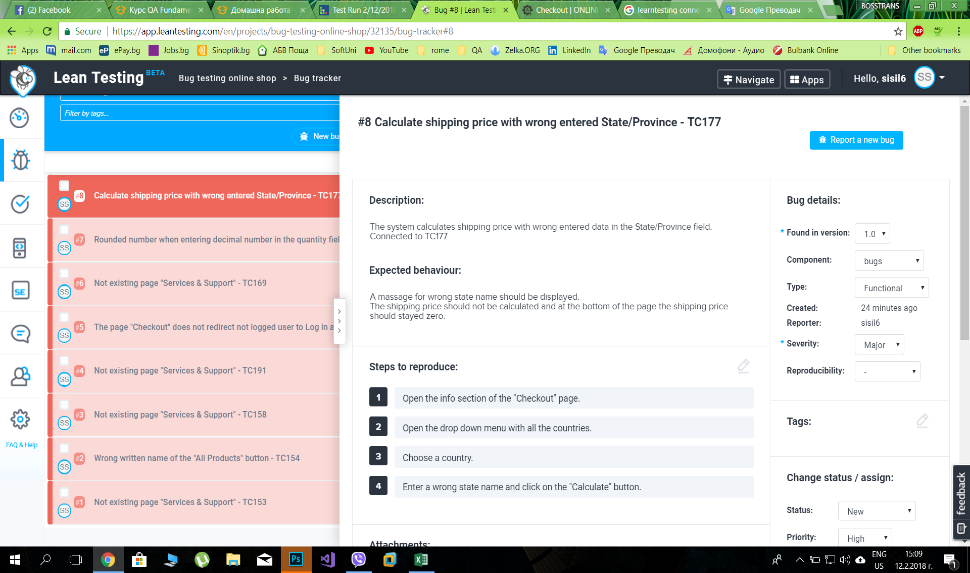 (2) Facebook
Курс QA Fundame
Домашна работа
Test Run 2/12/201
Bug #8 | Lean Test
Checkout | ONLIN
learntesting conne
Google Преводач
BOSSTRANS
Secure
https://app.leantesting.com/en/projects/bug-testing-online-shop/32135/bug-tracker#8
Apps
mail.com
ePay.bg
Jobs.bg
Sinoptik.bg
АБВ Поща
SoftUni
YouTube
rome
QA
Zelka.ORG
LinkedIn
Google Преводач
Домофони - Аудио
Bulbank Online
Other bookmarks
Lean Testing BETA
Bug testing online shop > Bug tracker
Navigate
Apps
Hello, sisil6
SS
Filter by tags...
New bu
#8 Calculate shipping price with wrong entered State/Province - TC177
SS
#7 Rounded number when entering decimal number in the quantity fiel
SS
#6 Not existing page "Services & Support" - TC169
SS
#5 The page "Checkout" does not redirect not logged user to Log in a
SS
#4 Not existing page "Services & Support" - TC191
SS
#3 Not existing page "Services & Support" - TC158
SS
#2 Wrong written name of the "All Products" button - TC154
SS
#1 Not existing page "Services & Support" - TC153
SS
FAQ & Help
SE
#8 Calculate shipping price with wrong entered State/Province - TC177
Report a new bug
Description:
The system calculates shipping price with wrong entered data in the State/Province field.
Connected to TC177
Expected behaviour:
A massage for wrong state name should be displayed.
The shipping price should not be calculated and at the bottom of the page the shipping price
should stayed zero.
Steps to reproduce:
1 Open the info section of the "Checkout" page.
2 Open the drop down menu with all the countries.
3 Choose a country.
4 Enter a wrong state name and click on the "Calculate" button.
Attachments:
Bug details:
* Found in version: 1.0
Component: bugs
Type: Functional
Created: 24 minutes ago
Reporter: sisil6
* Severity: Major
Reproducibility: -
Tags:
Change status / assign:
Status: New
Priority: High
feedback
Ps
ENG
US
15:09
12.2.2018 г.
1